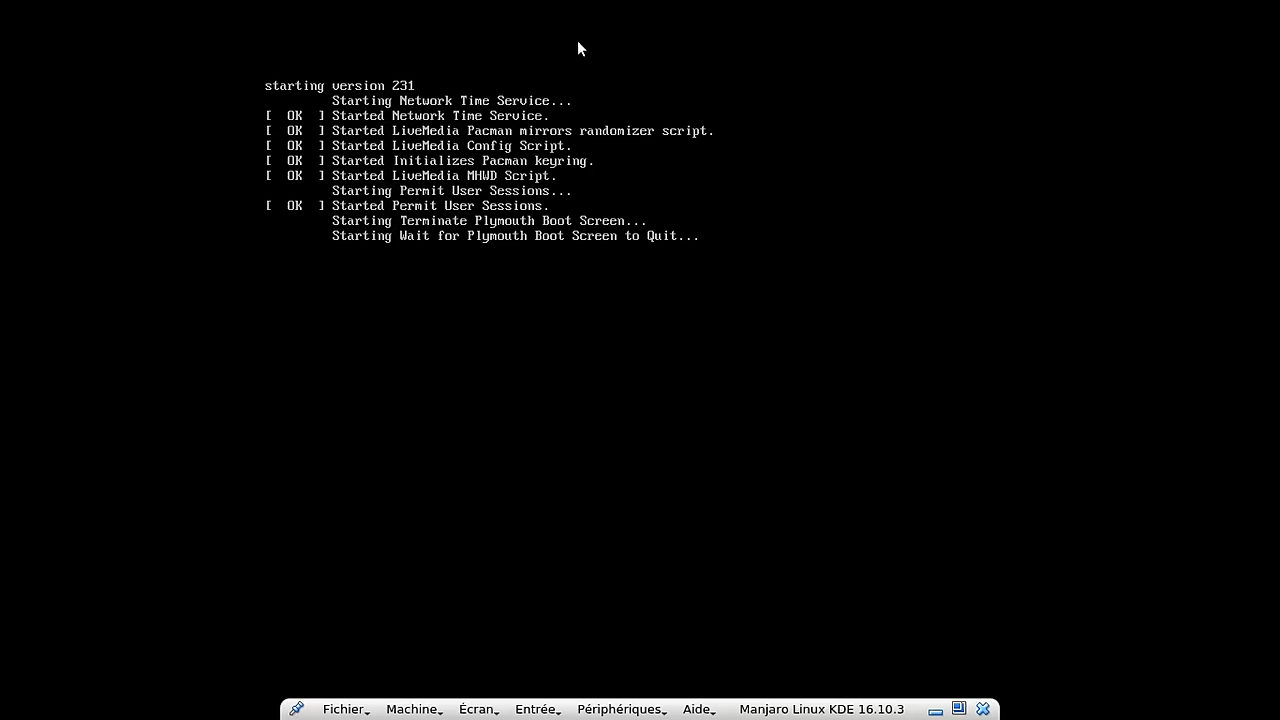 starting version 231
Starting Network Time Service...
[  OK  ] Started Network Time Service.
[  OK  ] Started LiveMedia Pacman mirrors randomizer script.
[  OK  ] Started LiveMedia Config Script.
[  OK  ] Started Initializes Pacman keyring.
[  OK  ] Started LiveMedia MHWD Script.
Starting Permit User Sessions...
[  OK  ] Started Permit User Sessions.
Starting Terminate Plymouth Boot Screen...
Starting Wait for Plymouth Boot Screen to Quit...
Fichier Machine Écran Entrée Périphériques Aide Manjaro Linux KDE 16.10.3